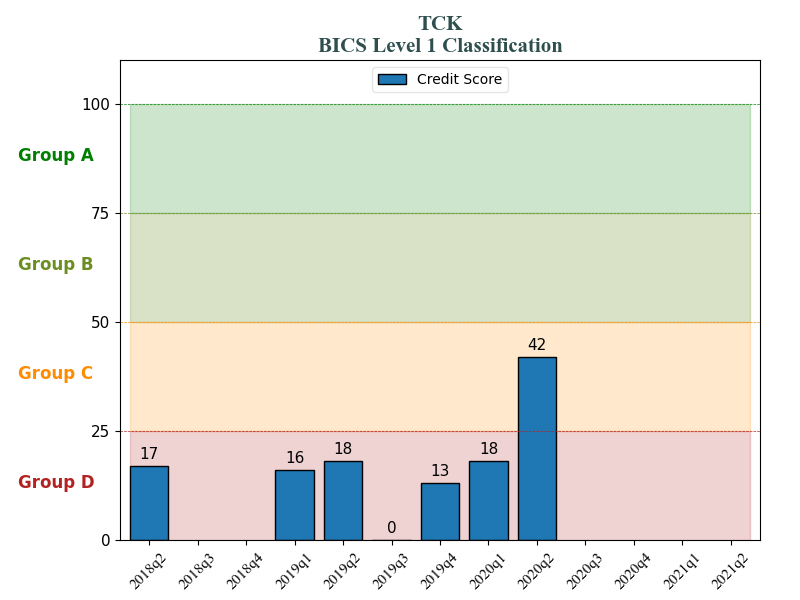 TCK
BICS Level 1 Classification
Credit Score
100
Group A
75
Group B
50
42
Group C
25
17
16
18
0
13
18
Group D
0
2018q2
2018q3
2018q4
2019q1
2019q2
2019q3
2019q4
2020q1
2020q2
2020q3
2020q4
2021q1
2021q2